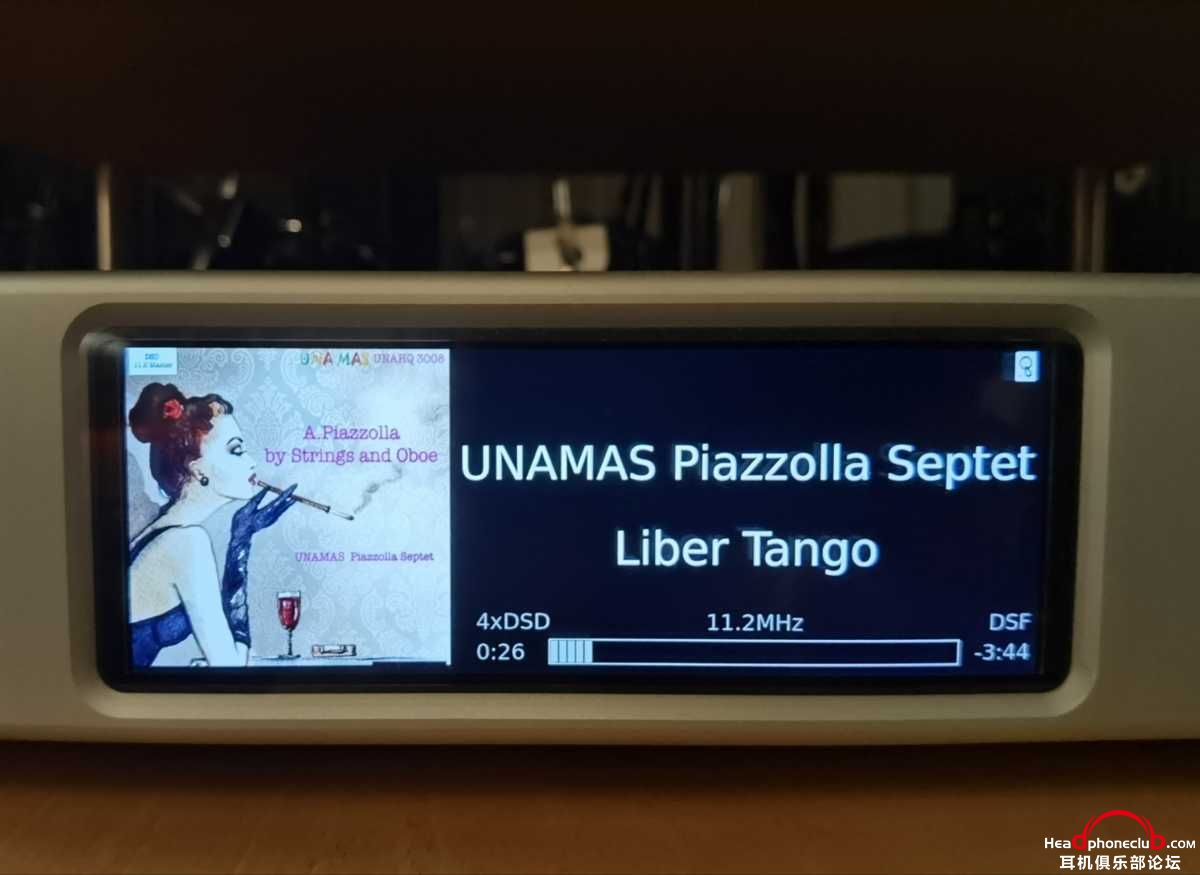 DSD
11.2 Master
UNA MAS UNAHQ 3008
A.Piazzolla
by Strings and Oboe
UNAMAS Piazzolla Septet
UNAMAS Piazzolla Septet
Liber Tango
4xDSD 11.2MHz DSF
0:26 -3:44
Headphoneclub.com
耳机俱乐部论坛